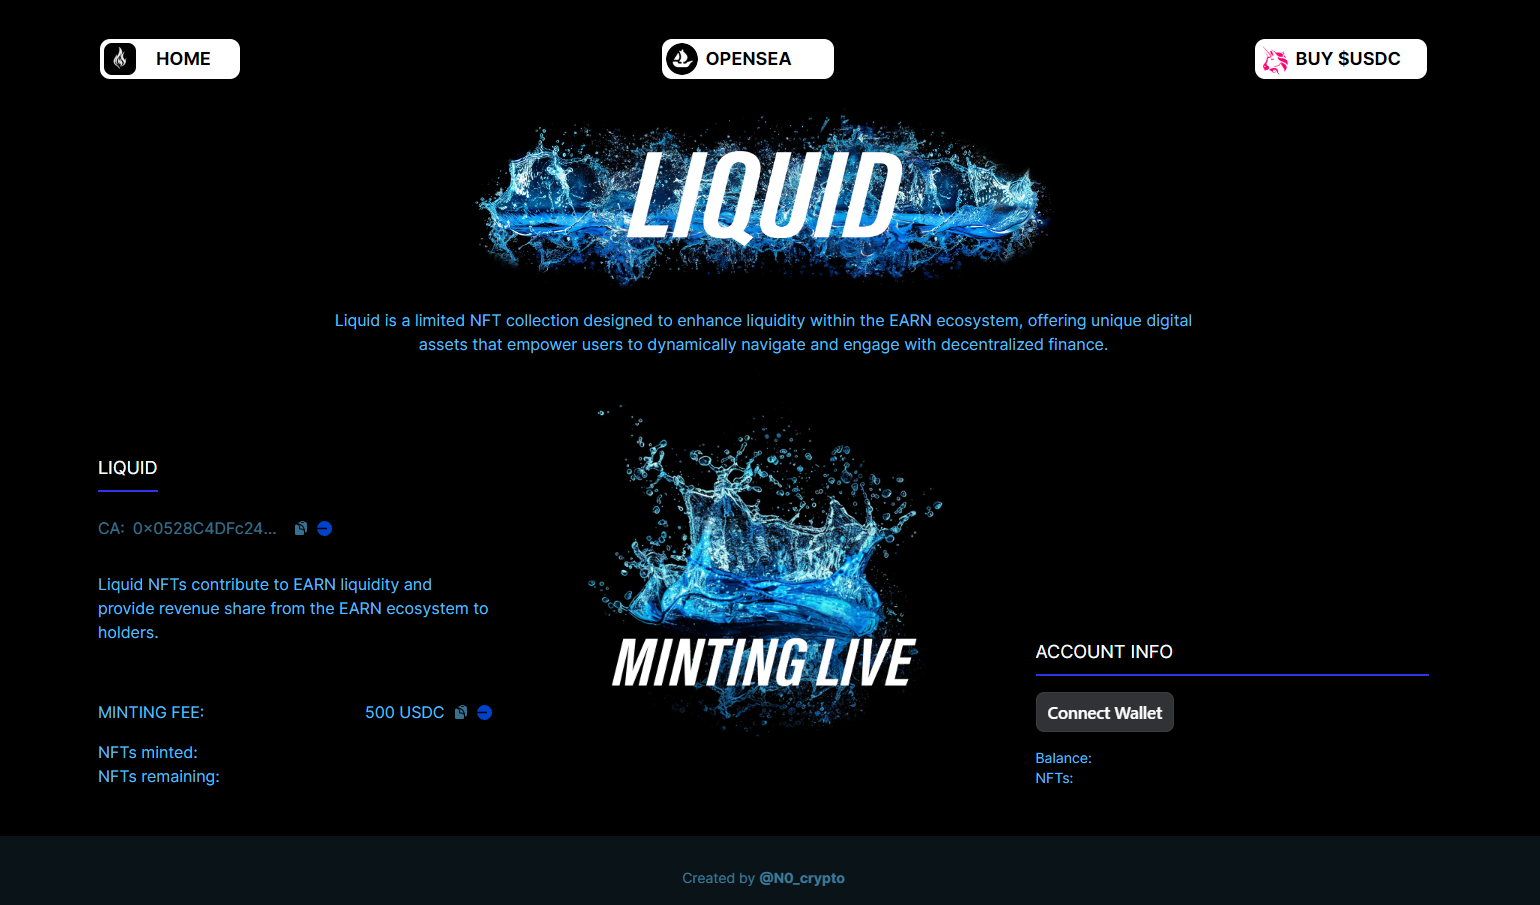 HOME
OPENSEA
BUY $USDC
LIQUID
Liquid is a limited NFT collection designed to enhance liquidity within the EARN ecosystem, offering unique digital
assets that empower users to dynamically navigate and engage with decentralized finance.
LIQUID
CA: 0x0528C4DFc24...
Liquid NFTs contribute to EARN liquidity and
provide revenue share from the EARN ecosystem to
holders.
MINTING FEE: 500 USDC
NFTs minted:
NFTs remaining:
MINTING LIVE
ACCOUNT INFO
Connect Wallet
Balance:
NFTs:
Created by @N0_crypto